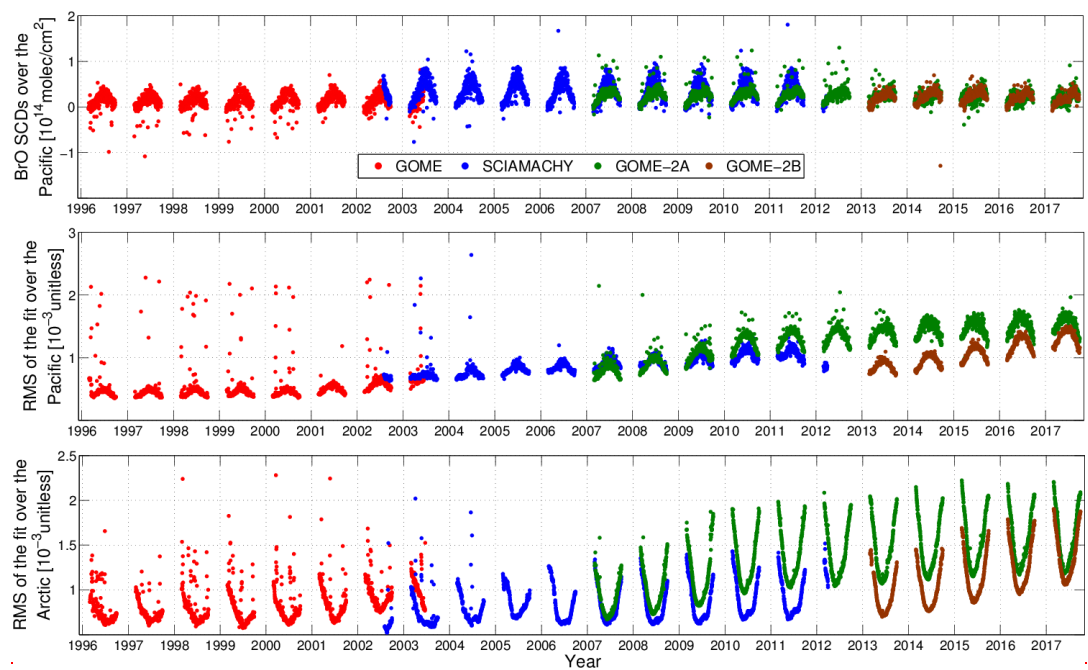 BrO SCDs over the
Pacific [10^14 molec/cm^2]
2
1
0
−1
GOME SCIAMACHY GOME-2A GOME-2B
1996 1997 1998 1999 2000 2001 2002 2003 2004 2005 2006 2007 2008 2009 2010 2011 2012 2013 2014 2015 2016 2017
RMS of the fit over the
Pacific [10^−3 unitless]
3
2
1
1996 1997 1998 1999 2000 2001 2002 2003 2004 2005 2006 2007 2008 2009 2010 2011 2012 2013 2014 2015 2016 2017
RMS of the fit over the
Arctic [10^−3 unitless]
2.5
2
1.5
1
1996 1997 1998 1999 2000 2001 2002 2003 2004 2005 2006 2007 2008 2009 2010 2011 2012 2013 2014 2015 2016 2017
Year